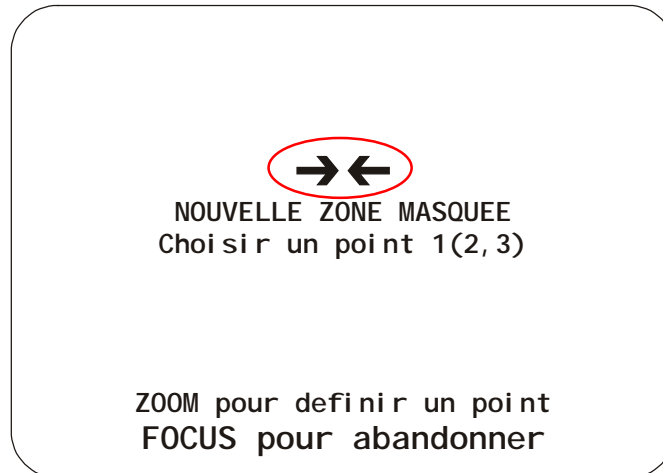 NOUVELLE ZONE MASQUEE
Choisir un point 1(2,3)
ZOOM pour definir un point
FOCUS pour abandonner